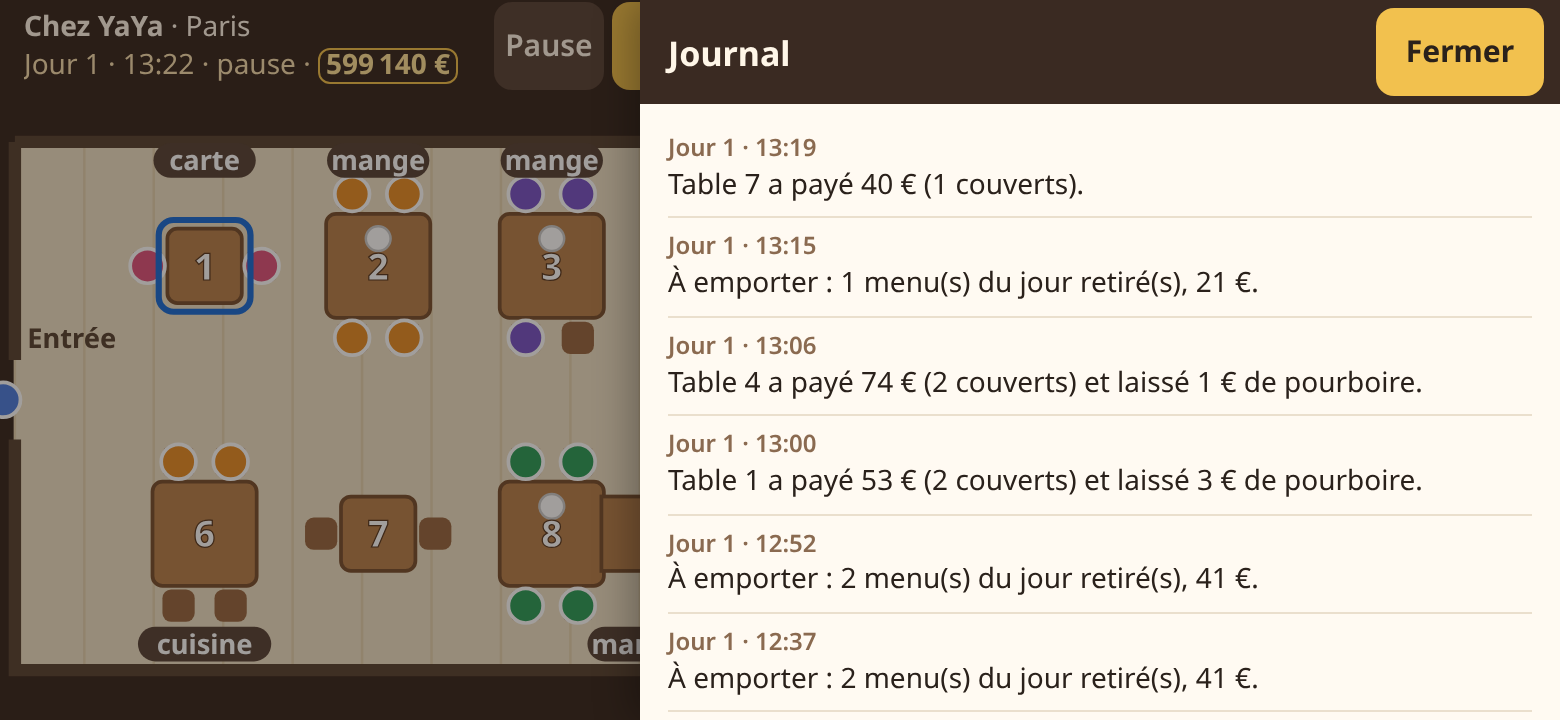 Chez YaYa · Paris
Jour 1 · 13:22 · pause · 599 140 €
Pause
carte
mange
mange
1
2
3
Entrée
6
7
8
cuisine
Journal
Fermer
Jour 1 · 13:19
Table 7 a payé 40 € (1 couverts).
Jour 1 · 13:15
À emporter : 1 menu(s) du jour retiré(s), 21 €.
Jour 1 · 13:06
Table 4 a payé 74 € (2 couverts) et laissé 1 € de pourboire.
Jour 1 · 13:00
Table 1 a payé 53 € (2 couverts) et laissé 3 € de pourboire.
Jour 1 · 12:52
À emporter : 2 menu(s) du jour retiré(s), 41 €.
Jour 1 · 12:37
À emporter : 2 menu(s) du jour retiré(s), 41 €.